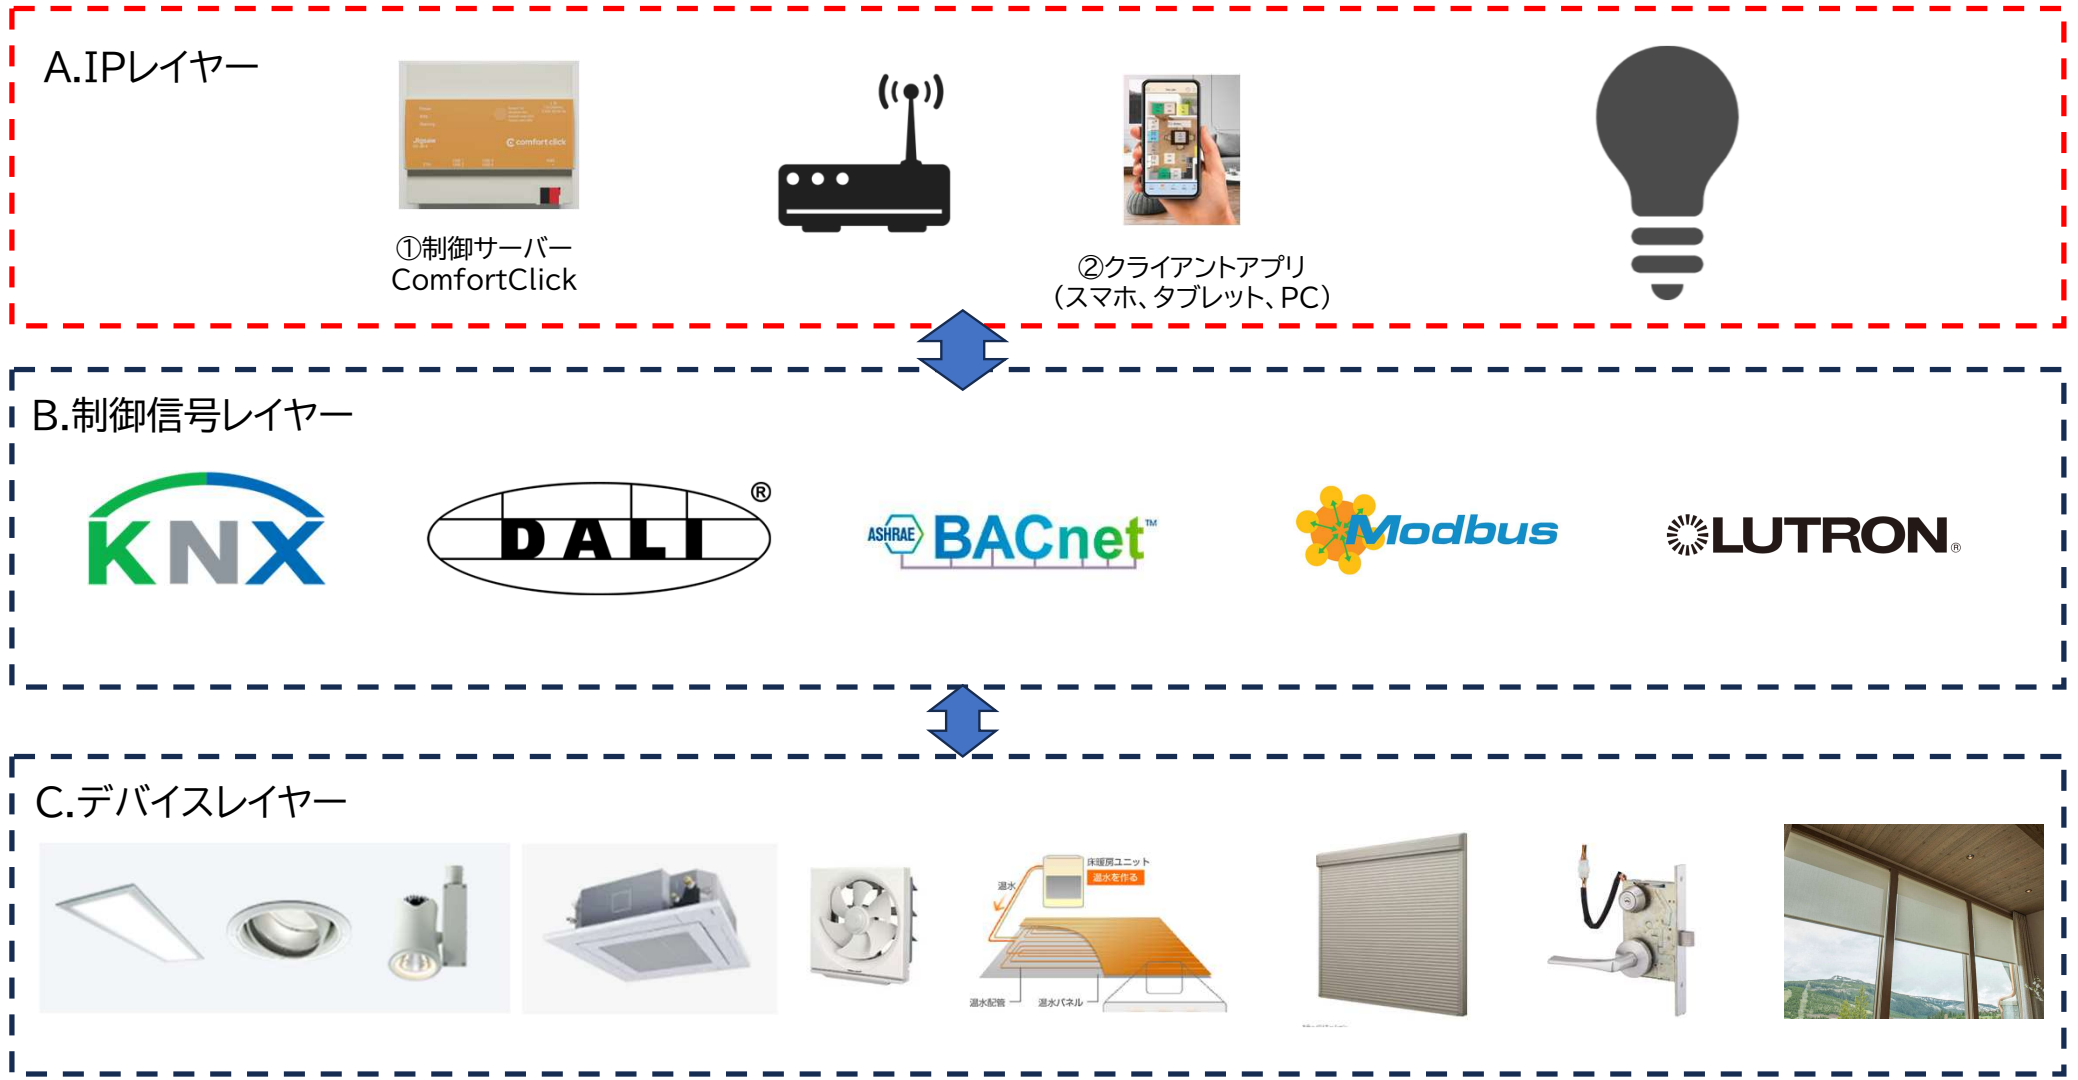 A.IPレイヤー
comfort click
①制御サーバー
ComfortClick
②クライアントアプリ
（スマホ、タブレット、PC）
B.制御信号レイヤー
KNX
DALI®
ASHRAE BACnet™
Modbus
LUTRON®
C.デバイスレイヤー
床暖房ユニット
温水を作る
温水
温水配管
温水パネル